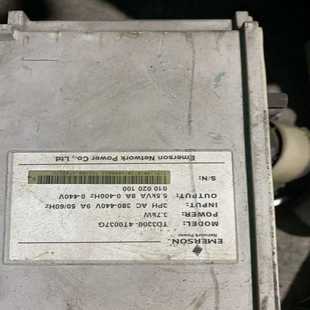 EMERSON
Network Power
MODEL: TD3300-4T0037G
POWER: 3.7kW
INPUT: 3PH AC 380-440V 9A 50/60Hz
OUTPUT: 5.5kVA 8A 0-400Hz 0-440V
010 020 100
S/N:
Emerson Network Power Co., Ltd.